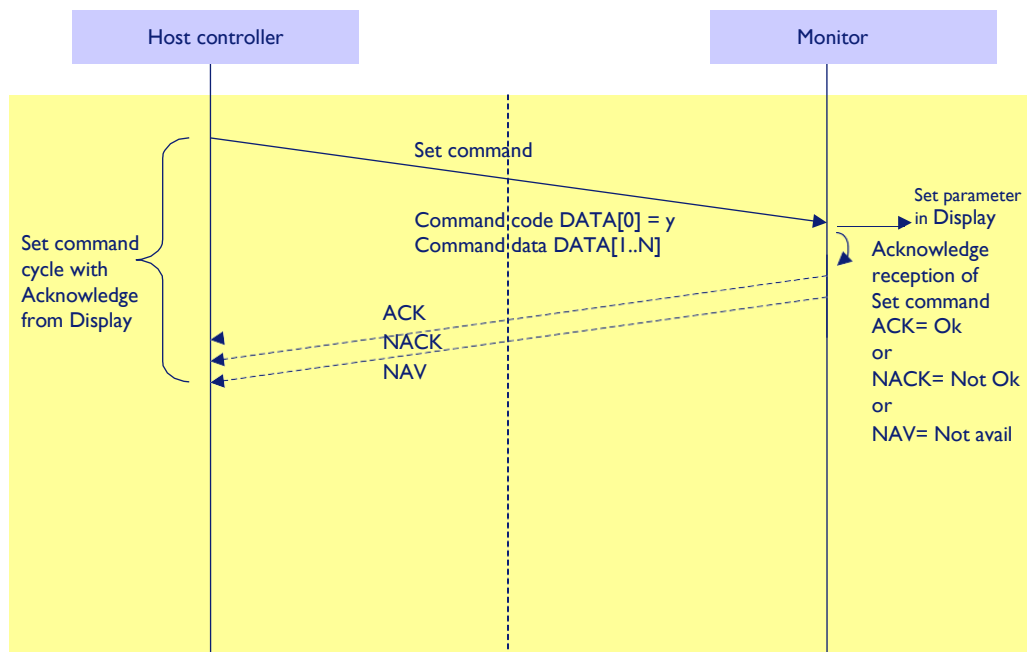 Host controller
Monitor
Set command
Command code DATA[0] = y
Command data DATA[1..N]
Set parameter
in Display
Set command
cycle with
Acknowledge
from Display
Acknowledge
reception of
Set command
ACK= Ok
or
NACK= Not Ok
or
NAV= Not avail
ACK
NACK
NAV